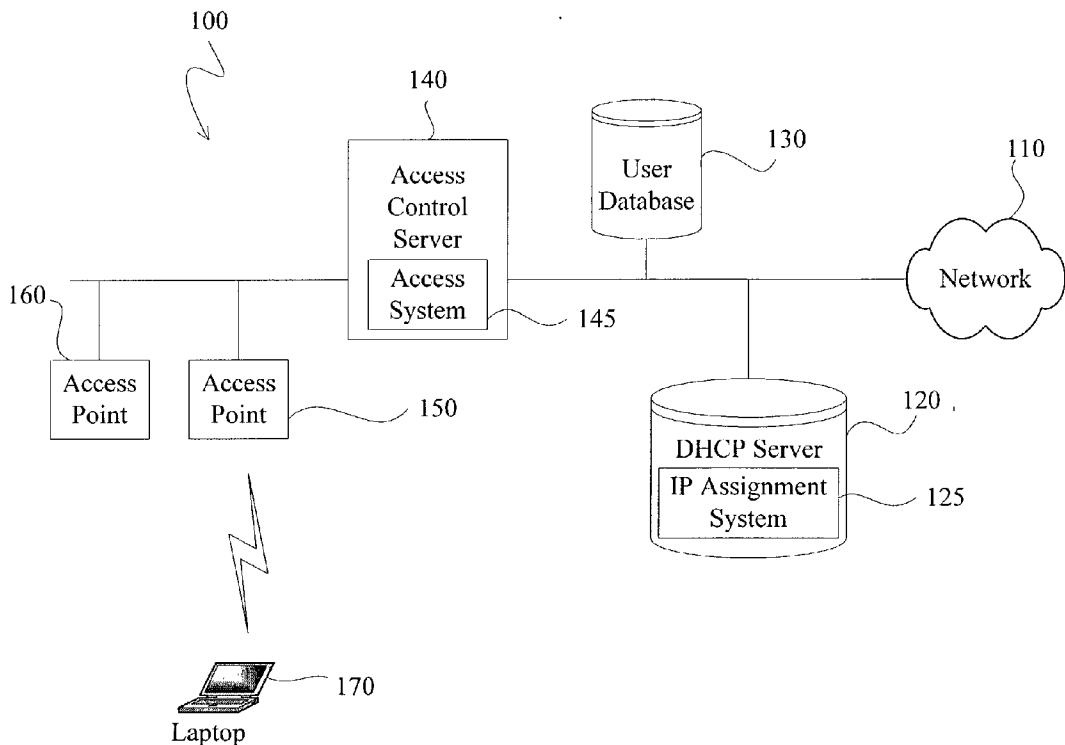 100
140
Access
Control
Server
Access
System
145
User
Database
130
110
Network
160
Access
Point
Access
Point
150
120
DHCP Server
IP Assignment
System
125
170
Laptop